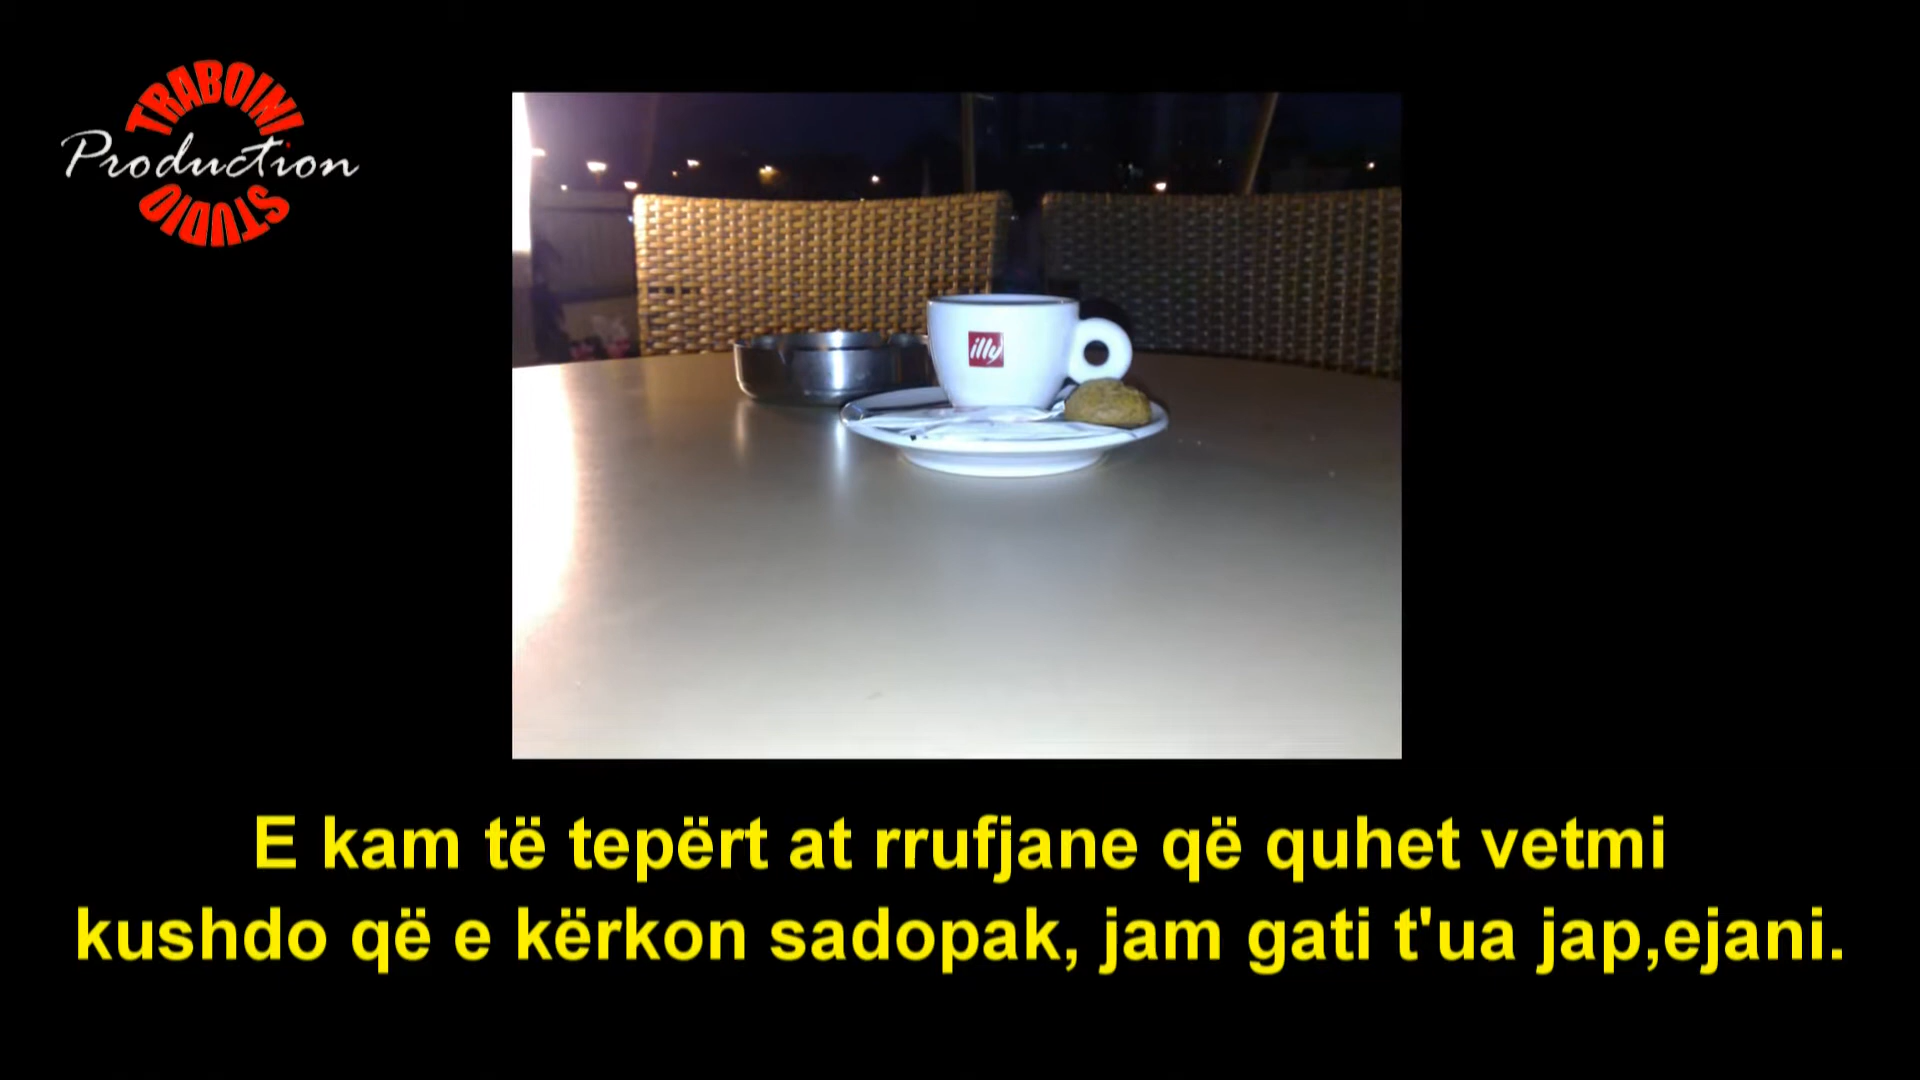 TRABOINI
Production
STUDIO
illy
E kam të tepërt at rrufjane që quhet vetmi
kushdo që e kërkon sadopak, jam gati t'ua jap,ejani.